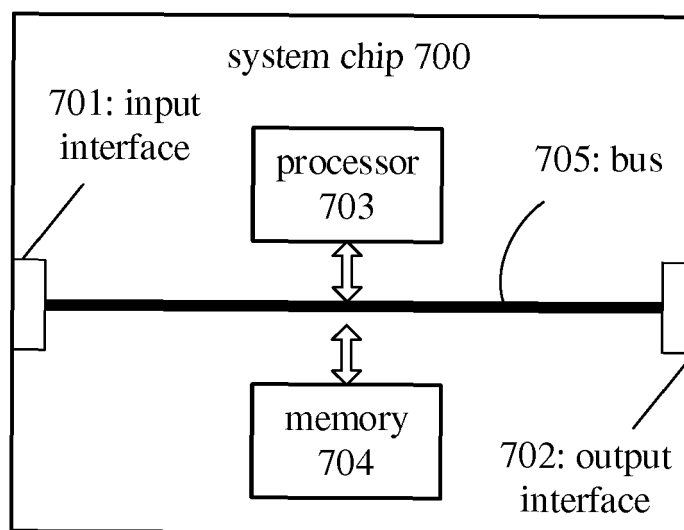 system chip 700
701: input
interface
processor
703
705: bus
memory
704
702: output
interface